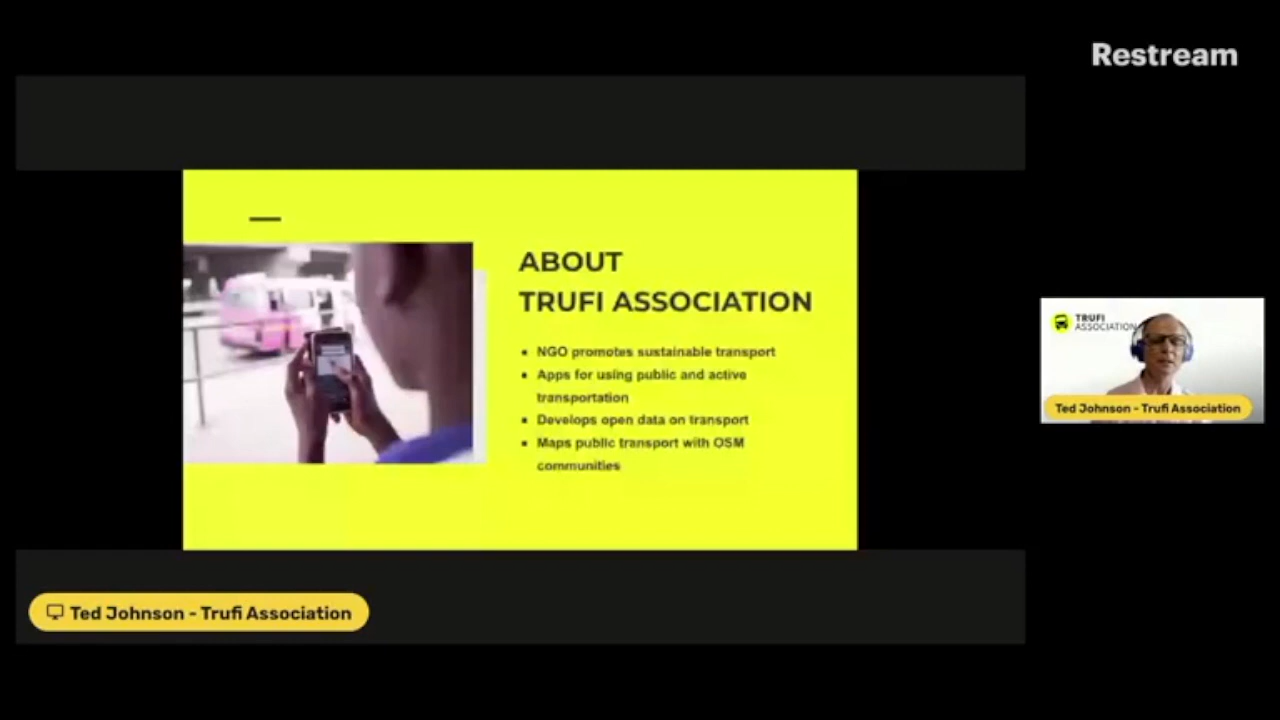 Restream
ABOUT
TRUFI ASSOCIATION
▪ NGO promotes sustainable transport
▪ Apps for using public and active
transportation
▪ Develops open data on transport
▪ Maps public transport with OSM
communities
TRUFI
ASSOCIATION
Ted Johnson - Trufi Association
Ted Johnson - Trufi Association